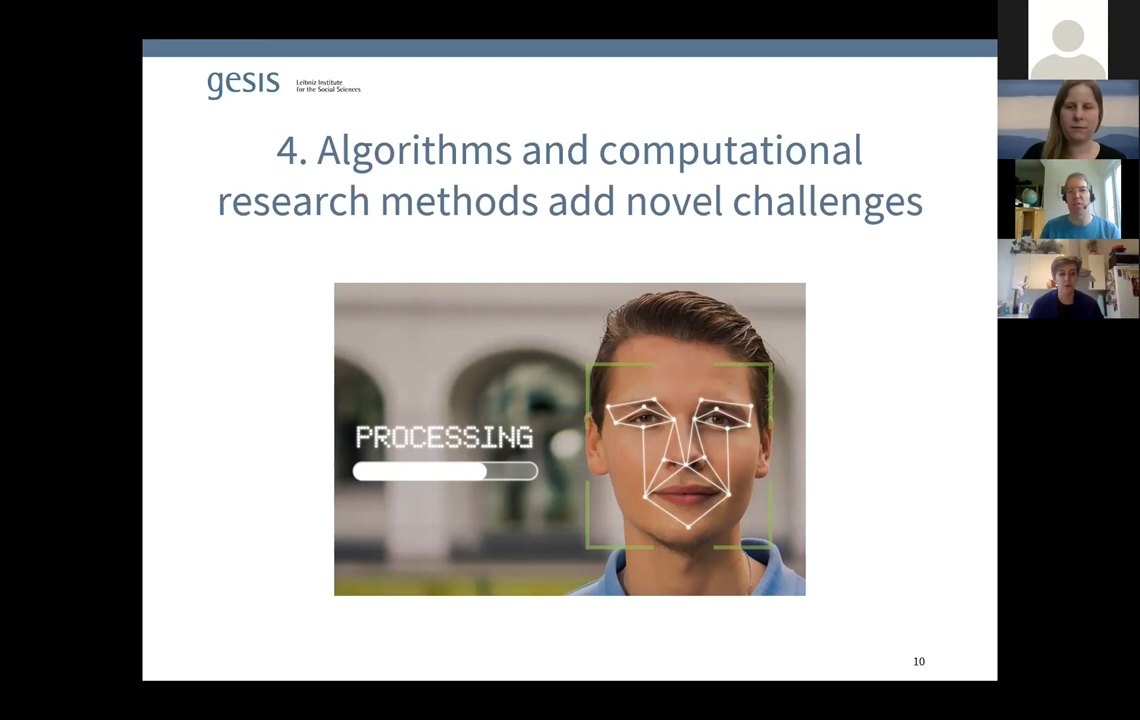 gesis
Leibniz Institute
for the Social Sciences
4. Algorithms and computational
research methods add novel challenges
PROCESSING
10